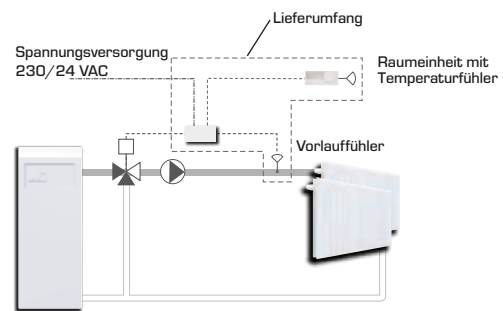 Lieferumfang
Spannungsversorgung
230/24 VAC
Raumeinheit mit
Temperaturfühler
Vorlauffühler